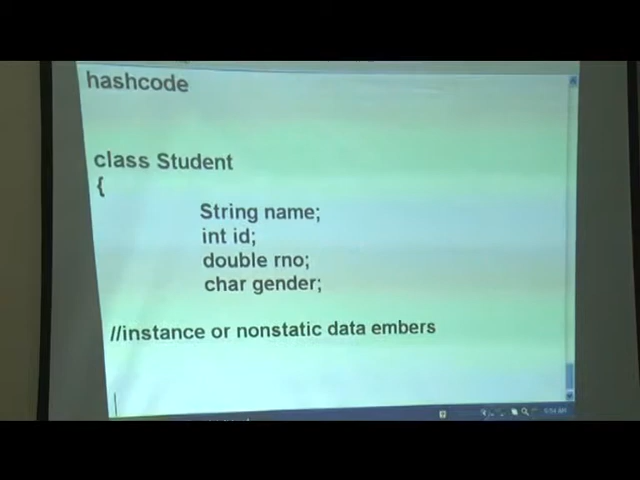 hashcode
class Student
{
String name;
int id;
double rno;
char gender;
//instance or nonstatic data embers